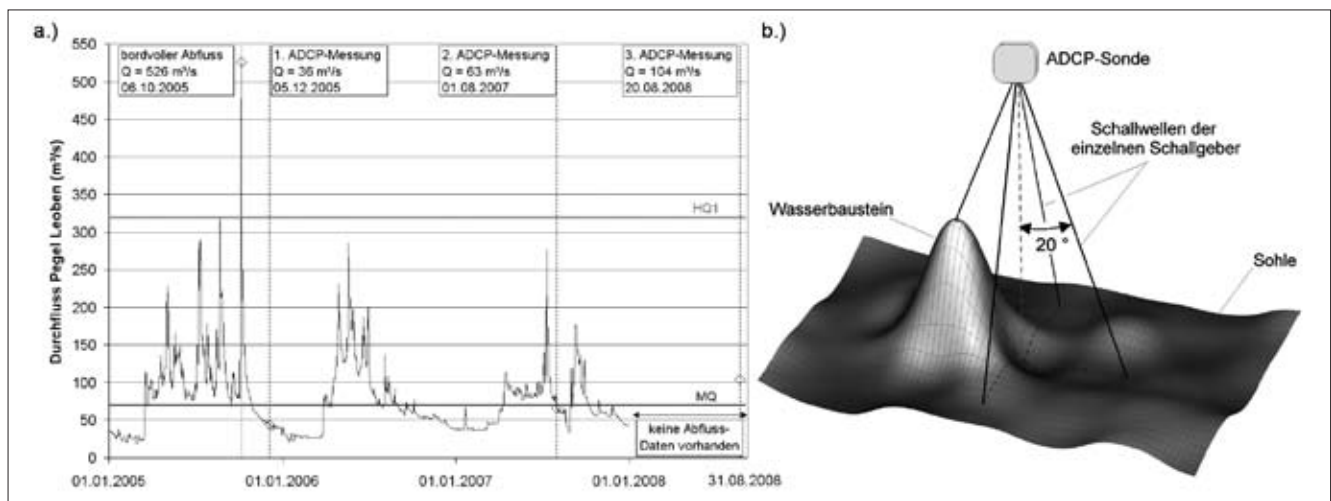 a.)
550
500
450
400
350
300
250
200
150
100
50
0
Durchfluss Pegel Leoben (m³/s)
bordvoller Abfluss
Q = 526 m³/s
06.10.2005
1. ADCP-Messung
Q = 36 m³/s
05.12.2005
2. ADCP-Messung
Q = 63 m³/s
01.08.2007
3. ADCP-Messung
Q = 104 m³/s
20.08.2008
HQ1
MQ
keine Abfluss-
Daten vorhanden
01.01.2005
01.01.2006
01.01.2007
01.01.2008
31.08.2008
b.)
ADCP-Sonde
Schallwellen der
einzelnen Schallgeber
Wasserbaustein
20 °
Sohle